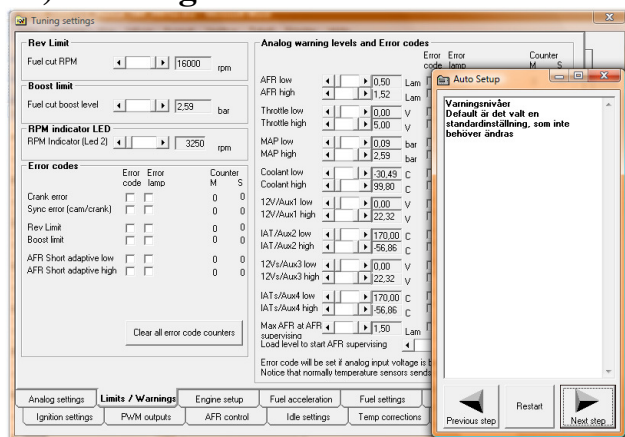 Tuning settings
Rev Limit
Fuel cut RPM 16000 rpm
Boost limit
Fuel cut boost level 2,59 bar
RPM indicator LED
RPM Indicator (Led 2) 3250 rpm
Error codes
Error Error Counter
code lamp M S
Crank error 0 0
Sync error (cam/crank) 0 0
Rev Limit 0 0
Boost limit 0 0
AFR Short adaptive low 0 0
AFR Short adaptive high 0 0
Clear all error code counters
Analog warning levels and Error codes
Error Error Counter
code lamp M S
AFR low 0,50 Lam
AFR high 1,52 Lam
Throttle low 0,00 V
Throttle high 5,00 V
MAP low 0,09 bar
MAP high 2,59 bar
Coolant low -30,49 C
Coolant high 99,80 C
12V/Aux1 low 0,00 V
12V/Aux1 high 22,32 V
IAT/Aux2 low 170,00 C
IAT/Aux2 high -56,86 C
12Vs/Aux3 low 0,00 V
12Vs/Aux3 high 22,32 V
IATs/Aux4 low 170,00 C
IATs/Aux4 high -56,86 C
Max AFR at AFR 1,50 Lam
supervising
Load level to start AFR supervising
Error code will be set if analog input voltage is
Notice that normally temperature sensors sends
Auto Setup
Varningsnivåer
Default är det valt en
standardinställning, som inte
behöver ändras
Previous step
Restart
Next step
Analog settings Limits / Warnings Engine setup Fuel acceleration Fuel settings
Ignition settings PWM outputs AFR control Idle settings Temp corrections